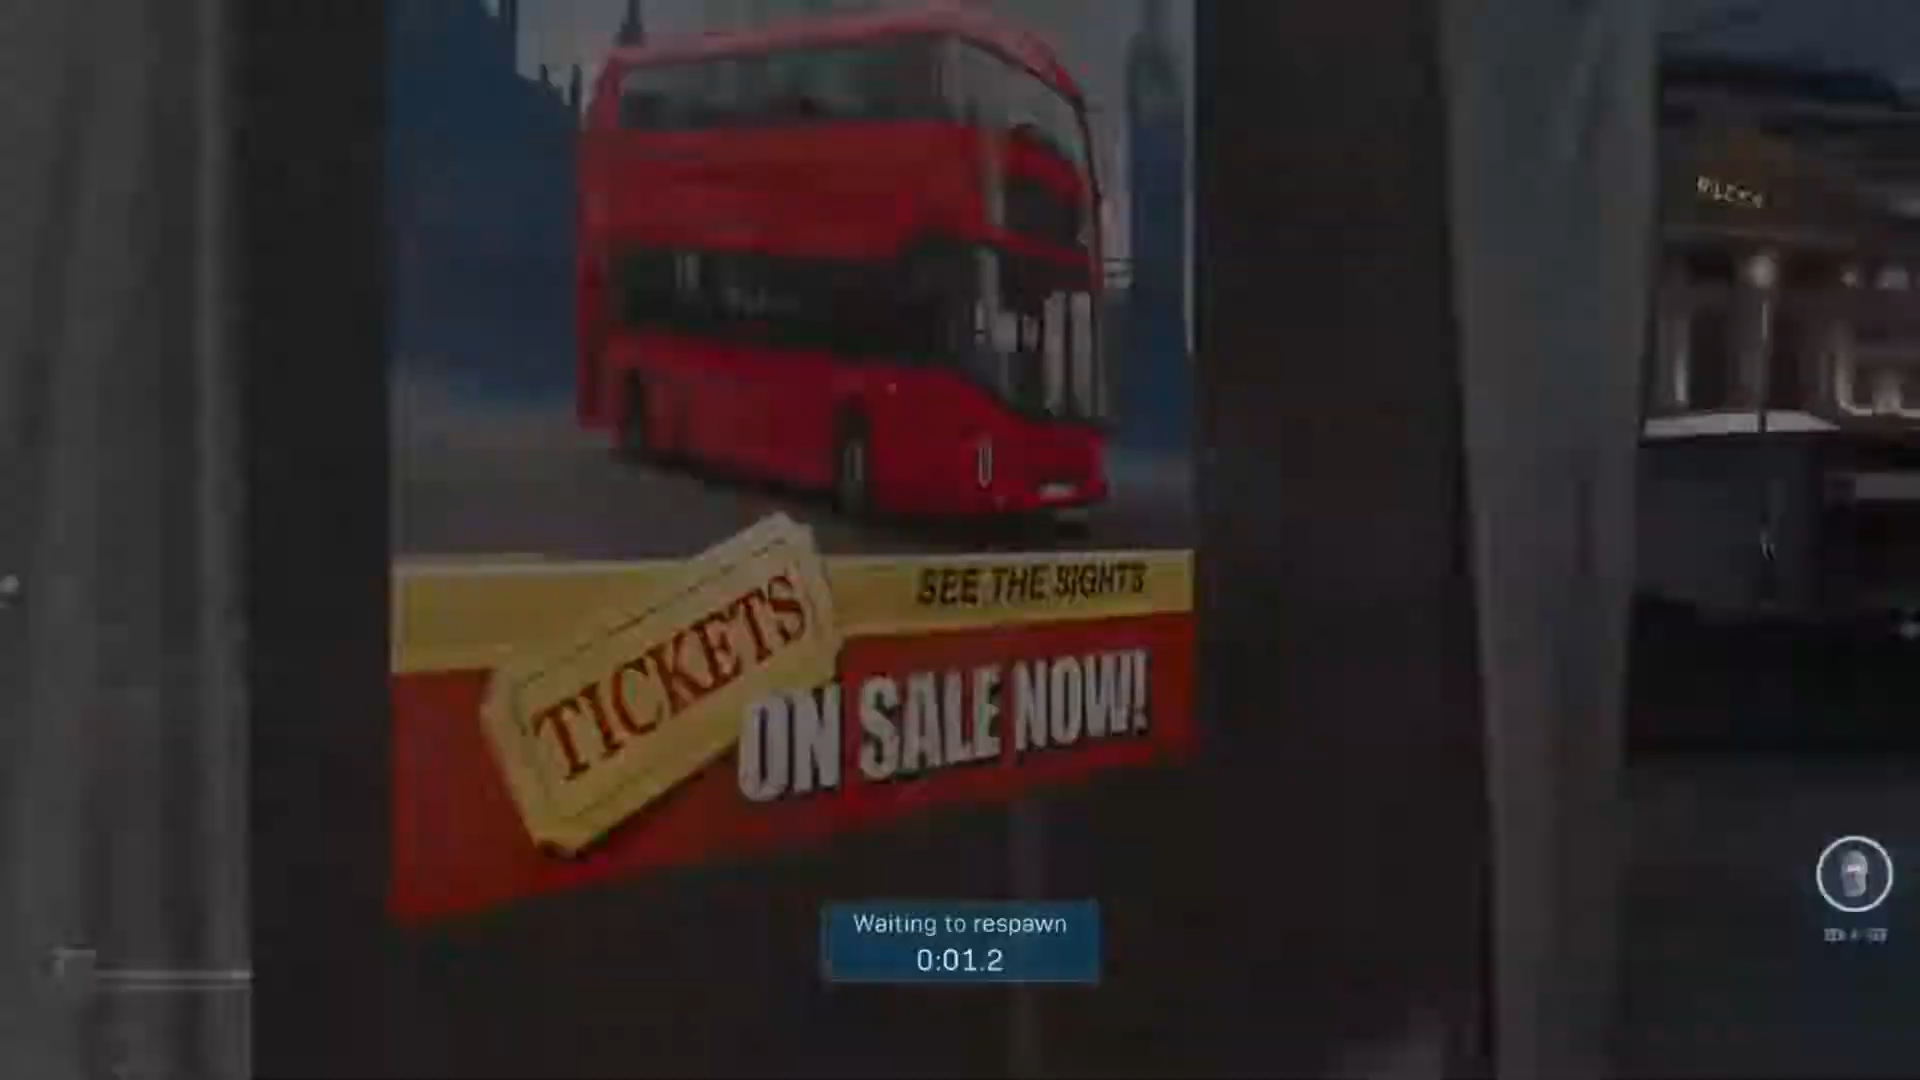 SEE THE SIGHTS
TICKETS
ON SALE NOW!!
Waiting to respawn
0:01.2